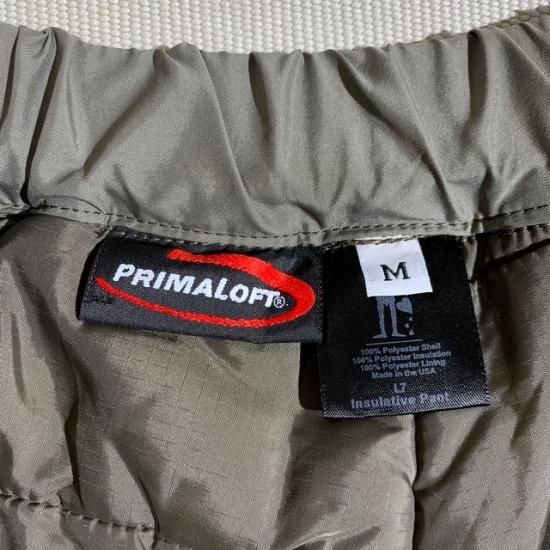 PRIMALOFT®
M
100% Polyester Shell
100% Polyester Insulation
100% Polyester Lining
Made in the USA
L7
Insulative Pant